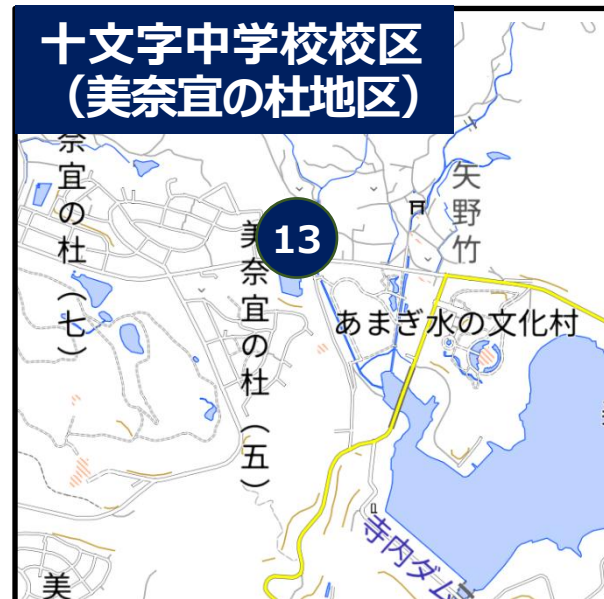 十文字中学校校区
（美奈宜の杜地区）
奈宜の杜（七）
13
美奈宜の杜（五）
矢野竹
あまぎ水の文化村
寺内ダム
美